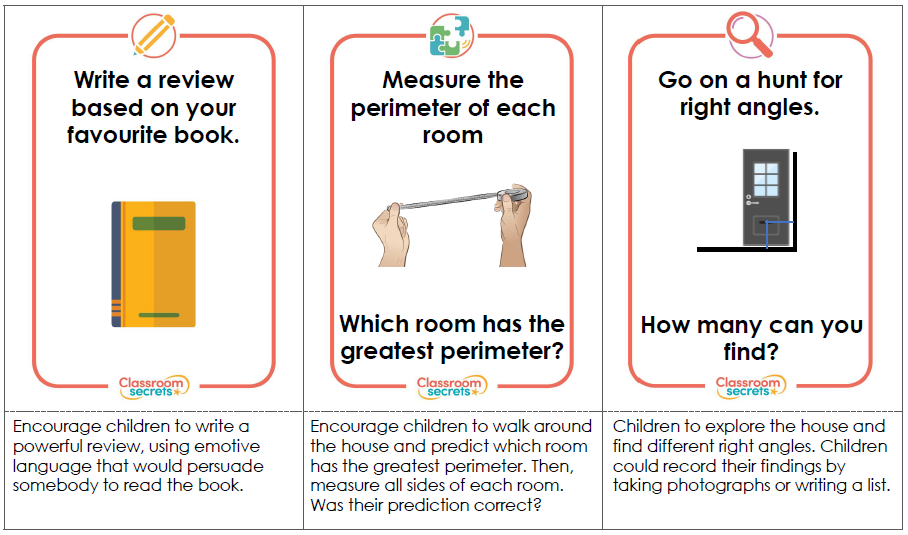 Write a review
based on your
favourite book.
Classroom
secrets
Measure the
perimeter of each
room
Which room has the
greatest perimeter?
Classroom
secrets
Go on a hunt for
right angles.
How many can you
find?
Classroom
secrets
Encourage children to write a
powerful review, using emotive
language that would persuade
somebody to read the book.
Encourage children to walk around
the house and predict which room
has the greatest perimeter. Then,
measure all sides of each room.
Was their prediction correct?
Children to explore the house and
find different right angles. Children
could record their findings by
taking photographs or writing a list.